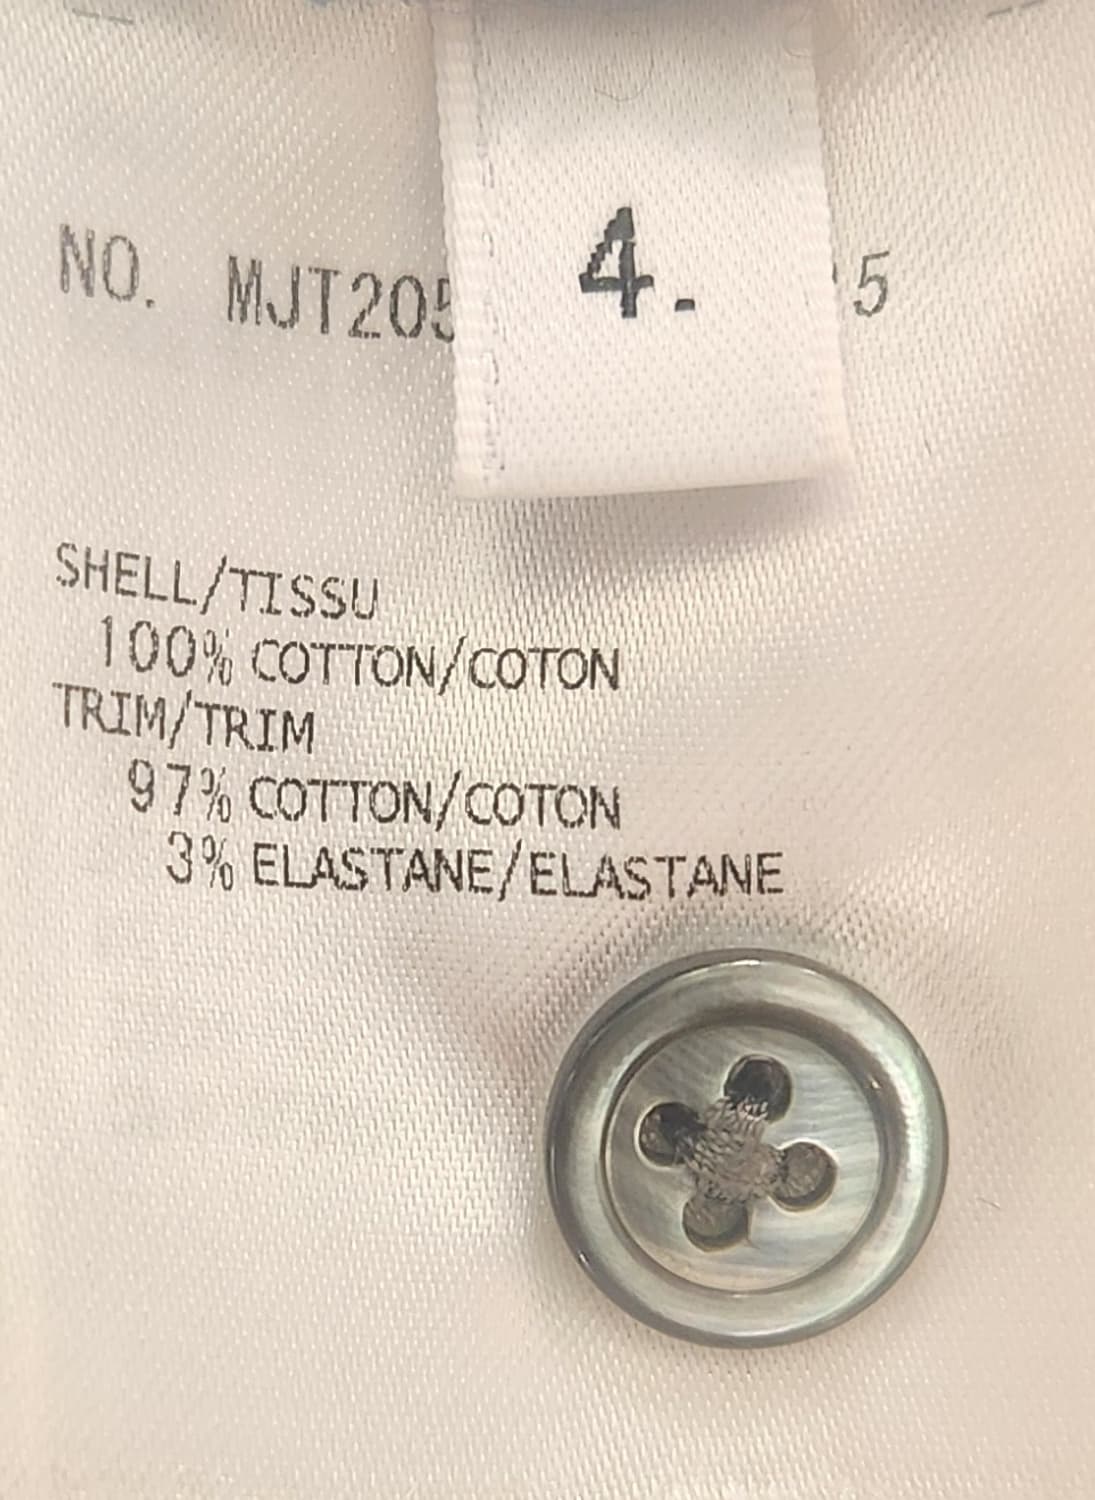 4.
NO. MJT205 5
SHELL/TISSU
100% COTTON/COTON
TRIM/TRIM
97% COTTON/COTON
3% ELASTANE/ELASTANE